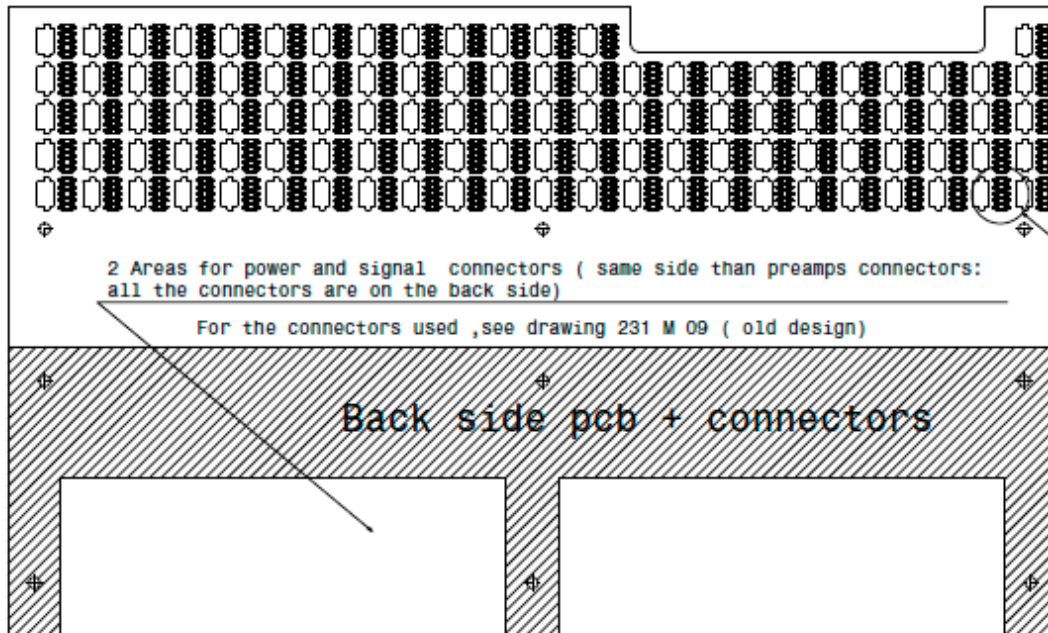 2 Areas for power and signal connectors ( same side than preamps connectors:
all the connectors are on the back side)
For the connectors used ,see drawing 231 M 09 ( old design)
Back side pcb + connectors